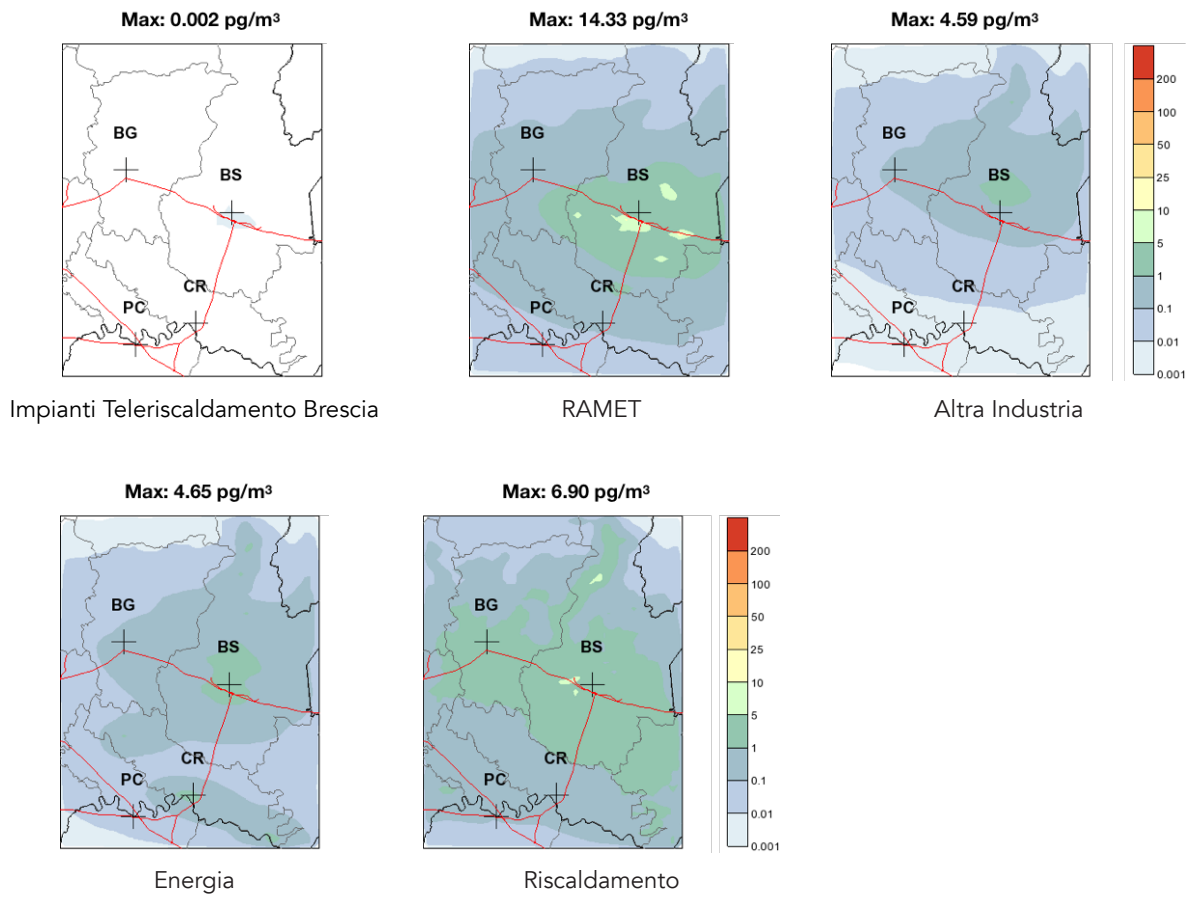 Max: 0.002 pg/m³
Max: 14.33 pg/m³
Max: 4.59 pg/m³
BG
BS
CR
PC
BG
BS
CR
PC
BG
BS
CR
PC
200
100
50
25
10
5
1
0.1
0.01
0.001
Impianti Teleriscaldamento Brescia
RAMET
Altra Industria
Max: 4.65 pg/m³
Max: 6.90 pg/m³
BG
BS
CR
PC
BG
BS
CR
PC
200
100
50
25
10
5
1
0.1
0.01
0.001
Energia
Riscaldamento